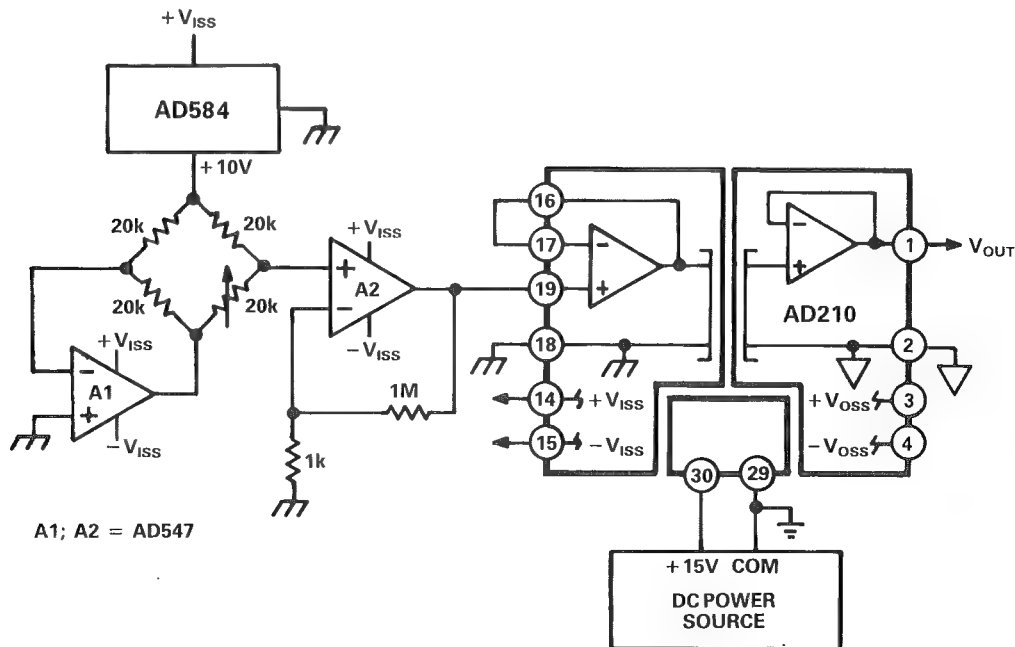 +VISS
AD584
+10V
20k
20k
20k
20k
+VISS
-
A1
+
-VISS
+VISS
+
A2
-
-VISS
1M
1k
A1; A2 = AD547
16
17
19
18
14
15
-
+
+VISS
-VISS
-
+
AD210
1
2
3
4
VOUT
+VOSS
-VOSS
30
29
+15V COM
DC POWER
SOURCE